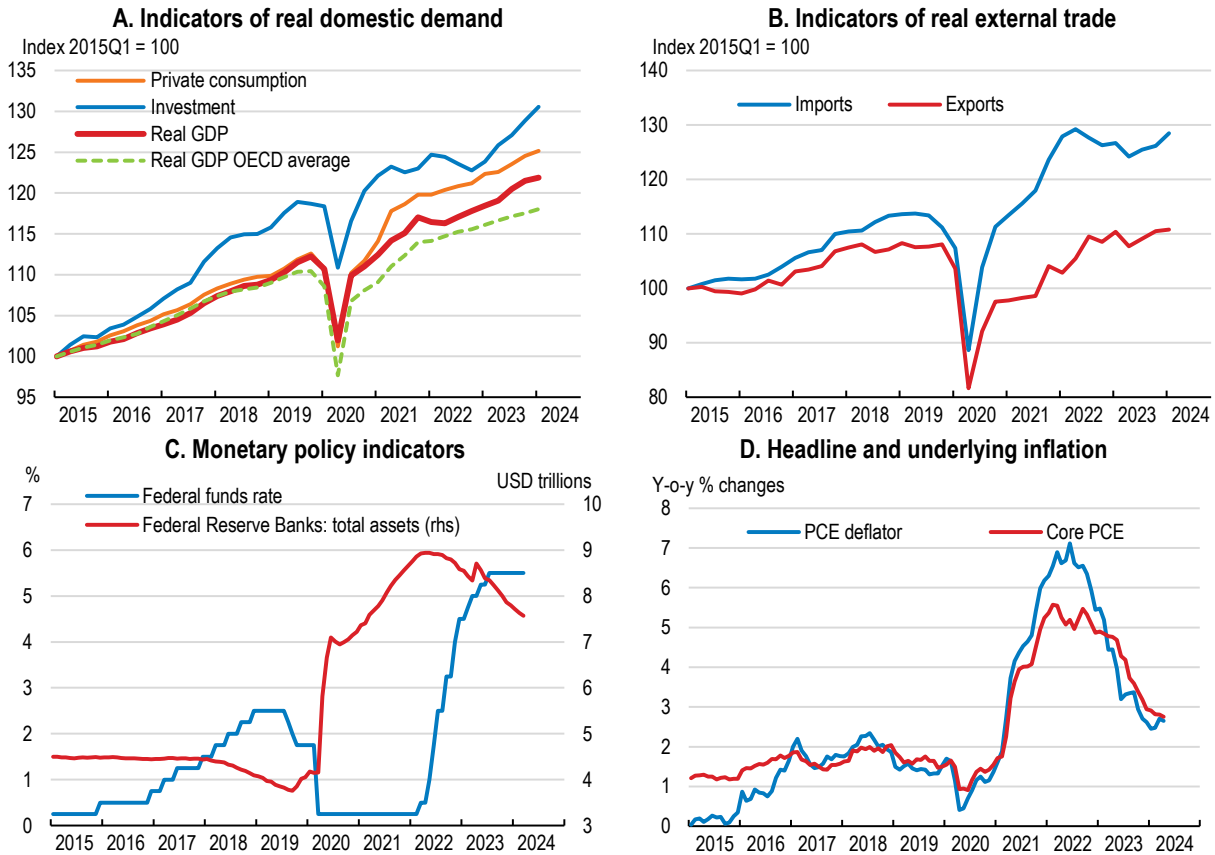 A. Indicators of real domestic demand
Index 2015Q1 = 100
135
130
125
120
115
110
105
100
95
Private consumption
Investment
Real GDP
Real GDP OECD average
2015 2016 2017 2018 2019 2020 2021 2022 2023 2024
B. Indicators of real external trade
Index 2015Q1 = 100
140
130
120
110
100
90
80
Imports
Exports
2015 2016 2017 2018 2019 2020 2021 2022 2023 2024
C. Monetary policy indicators
%
USD trillions
7
6
5
4
3
2
1
0
Federal funds rate
Federal Reserve Banks: total assets (rhs)
10
9
8
7
6
5
4
3
2015 2016 2017 2018 2019 2020 2021 2022 2023 2024
D. Headline and underlying inflation
Y-o-y % changes
8
7
6
5
4
3
2
1
0
PCE deflator
Core PCE
2015 2016 2017 2018 2019 2020 2021 2022 2023 2024